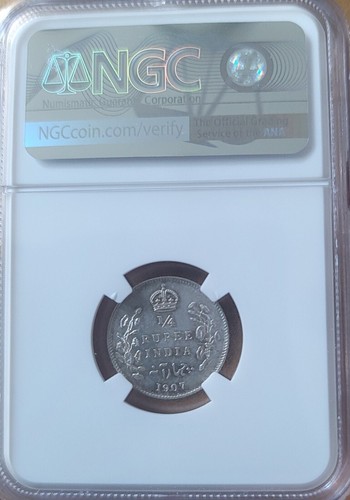 NGC
Numismatic Guaranty Corporation
NGCcoin.com/verify
The Official Grading
Service of the ANA
1/4
RUPEE
INDIA
1907